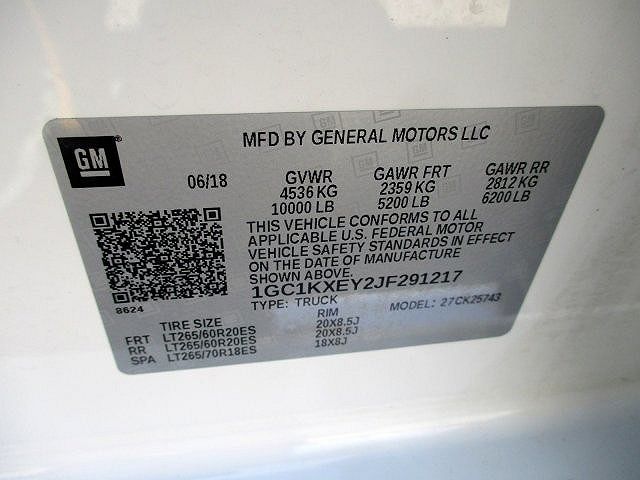 GM
MFD BY GENERAL MOTORS LLC
06/18 GVWR GAWR FRT GAWR RR
4536 KG 2359 KG 2812 KG
10000 LB 5200 LB 6200 LB
THIS VEHICLE CONFORMS TO ALL
APPLICABLE U.S. FEDERAL MOTOR
VEHICLE SAFETY STANDARDS IN EFFECT
ON THE DATE OF MANUFACTURE
SHOWN ABOVE.
8624
1GC1KXEY2JF291217
TYPE: TRUCK MODEL: 27CK25743
TIRE SIZE RIM
FRT LT265/60R20ES 20X8.5J
RR LT265/60R20ES 20X8.5J
SPA LT265/70R18ES 18X8J